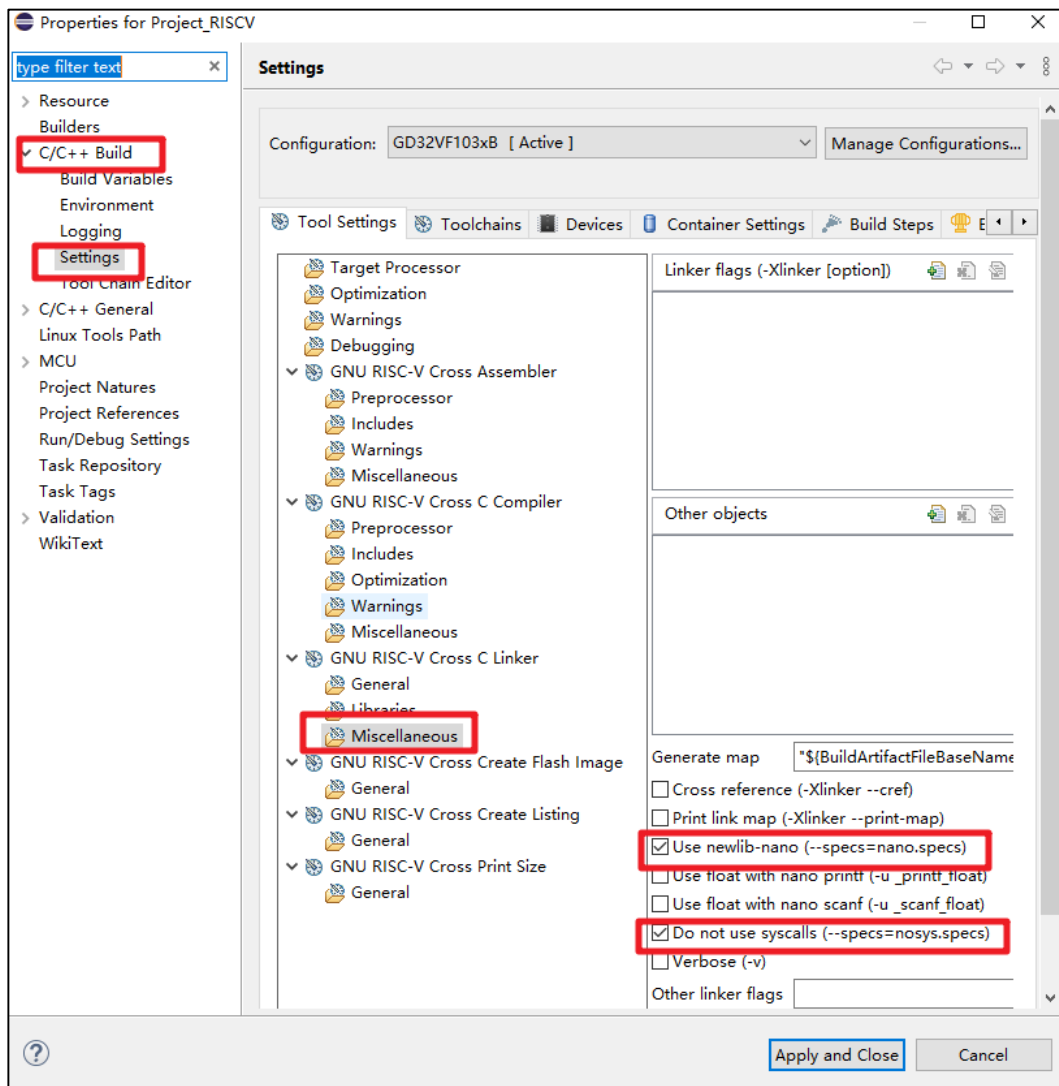 Properties for Project_RISCV
type filter text
Resource
Builders
C/C++ Build
Build Variables
Environment
Logging
Settings
Tool Chain Editor
C/C++ General
Linux Tools Path
MCU
Project Natures
Project References
Run/Debug Settings
Task Repository
Task Tags
Validation
WikiText
Settings
Configuration: GD32VF103xB [ Active ] Manage Configurations...
Tool Settings Toolchains Devices Container Settings Build Steps E
Target Processor
Optimization
Warnings
Debugging
GNU RISC-V Cross Assembler
Preprocessor
Includes
Warnings
Miscellaneous
GNU RISC-V Cross C Compiler
Preprocessor
Includes
Optimization
Warnings
Miscellaneous
GNU RISC-V Cross C Linker
General
Libraries
Miscellaneous
GNU RISC-V Cross Create Flash Image
General
GNU RISC-V Cross Create Listing
General
GNU RISC-V Cross Print Size
General
Linker flags (-Xlinker [option])
Other objects
Generate map "${BuildArtifactFileBaseName
Cross reference (-Xlinker --cref)
Print link map (-Xlinker --print-map)
Use newlib-nano (--specs=nano.specs)
Use float with nano printf (-u _printf_float)
Use float with nano scanf (-u _scanf_float)
Do not use syscalls (--specs=nosys.specs)
Verbose (-v)
Other linker flags
Apply and Close Cancel